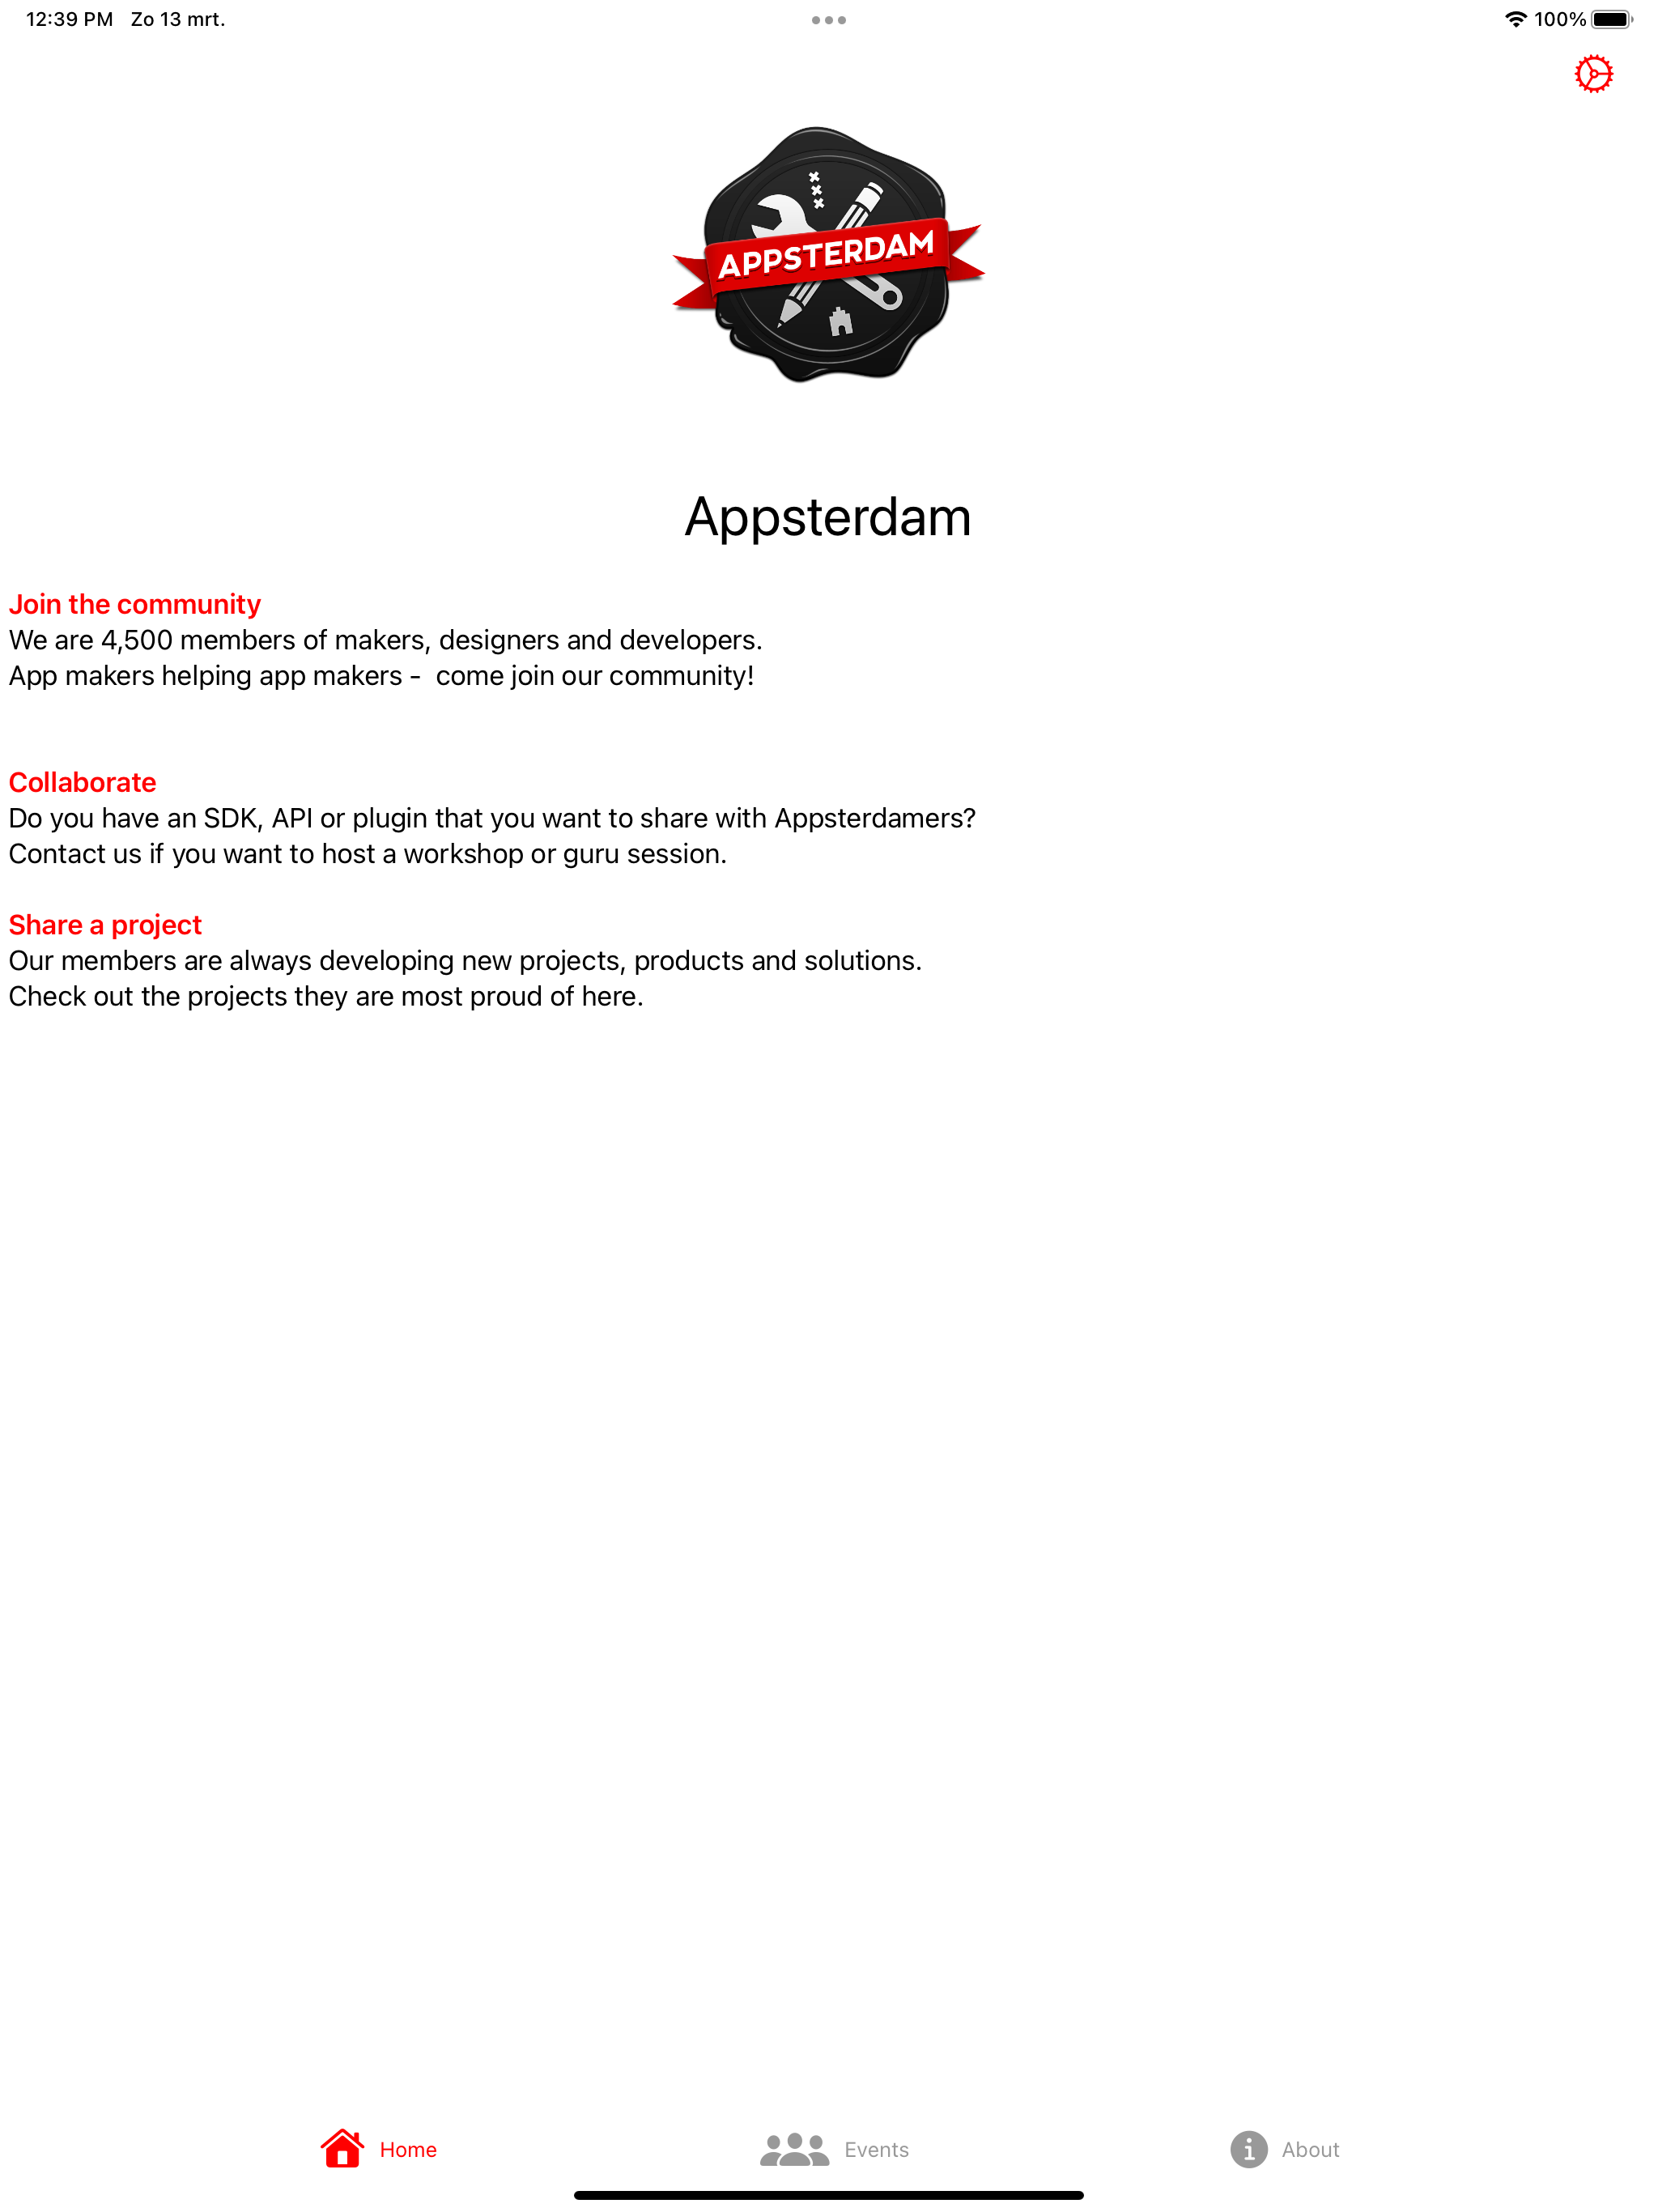 12:39 PM Zo 13 mrt.
100%
APPSTERDAM
Appsterdam
Join the community
We are 4,500 members of makers, designers and developers.
App makers helping app makers -  come join our community!
Collaborate
Do you have an SDK, API or plugin that you want to share with Appsterdamers?
Contact us if you want to host a workshop or guru session.
Share a project
Our members are always developing new projects, products and solutions.
Check out the projects they are most proud of here.
Home
Events
About